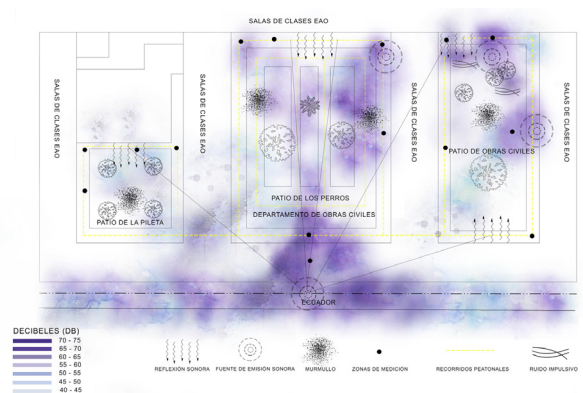 SALAS DE CLASES EAO
SALAS DE CLASES EAO
SALAS DE CLASES EAO
SALAS DE CLASES EAO
SALAS DE CLASES EAO
PATIO DE OBRAS CIVILES
PATIO DE LOS PERROS
DEPARTAMENTO DE OBRAS CIVILES
PATIO DE LA PILETA
ECUADOR
DECIBELES (DB)
70 - 75
65 - 70
60 - 65
55 - 60
50 - 55
45 - 50
40 - 45
REFLEXIÓN SONORA
FUENTE DE EMISIÓN SONORA
MURMULLO
ZONAS DE MEDICIÓN
RECORRIDOS PEATONALES
RUIDO IMPULSIVO